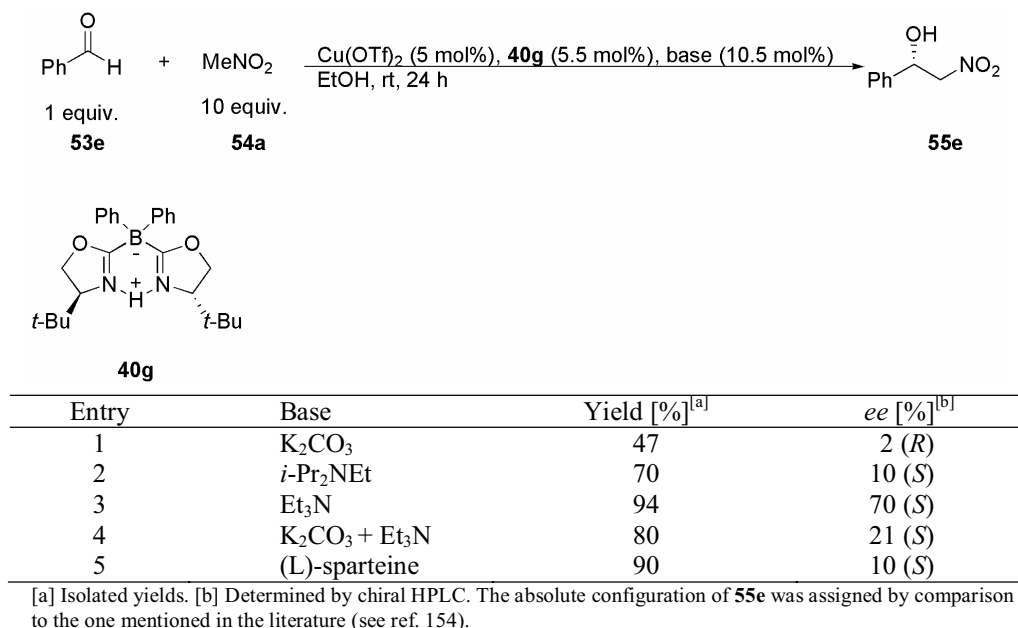 O
Ph H
+
MeNO2
Cu(OTf)2 (5 mol%), 40g (5.5 mol%), base (10.5 mol%)
EtOH, rt, 24 h
OH
Ph NO2
1 equiv.
10 equiv.
53e
54a
55e
Ph Ph
O B O
-
+
N H N
t-Bu t-Bu
40g
Entry Base Yield [%][a] ee [%][b]
1 K2CO3 47 2 (R)
2 i-Pr2NEt 70 10 (S)
3 Et3N 94 70 (S)
4 K2CO3 + Et3N 80 21 (S)
5 (L)-sparteine 90 10 (S)
[a] Isolated yields. [b] Determined by chiral HPLC. The absolute configuration of 55e was assigned by comparison
to the one mentioned in the literature (see ref. 154).